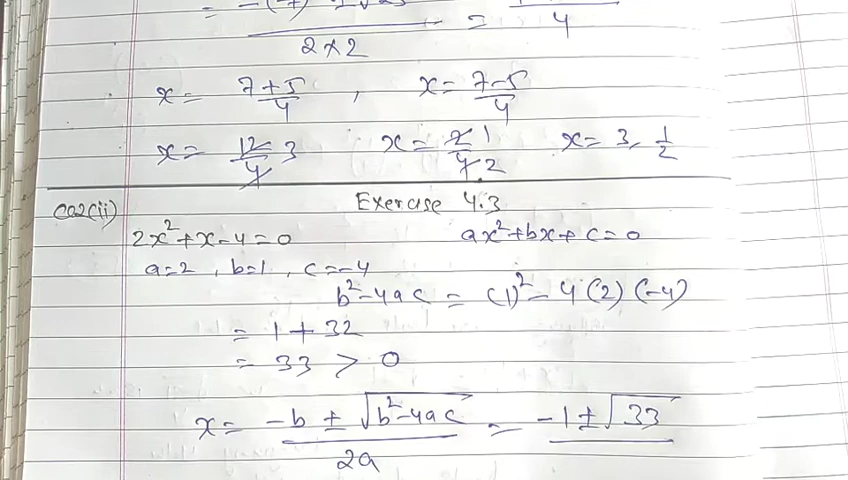 2×2 = 4
x = 7+5/4 , x = 7-5/4
x = 12/4 3 x = 2/4 1 2 x = 3, 1/2
Exercise 4.3
Q2(ii)
2x²+x-4=0 ax²+bx+c=0
a=2 , b=1 , c=-4
b²-4ac = (1)²-4(2)(-4)
= 1+32
= 33 > 0
x = -b ± √b²-4ac / 2a = -1±√33